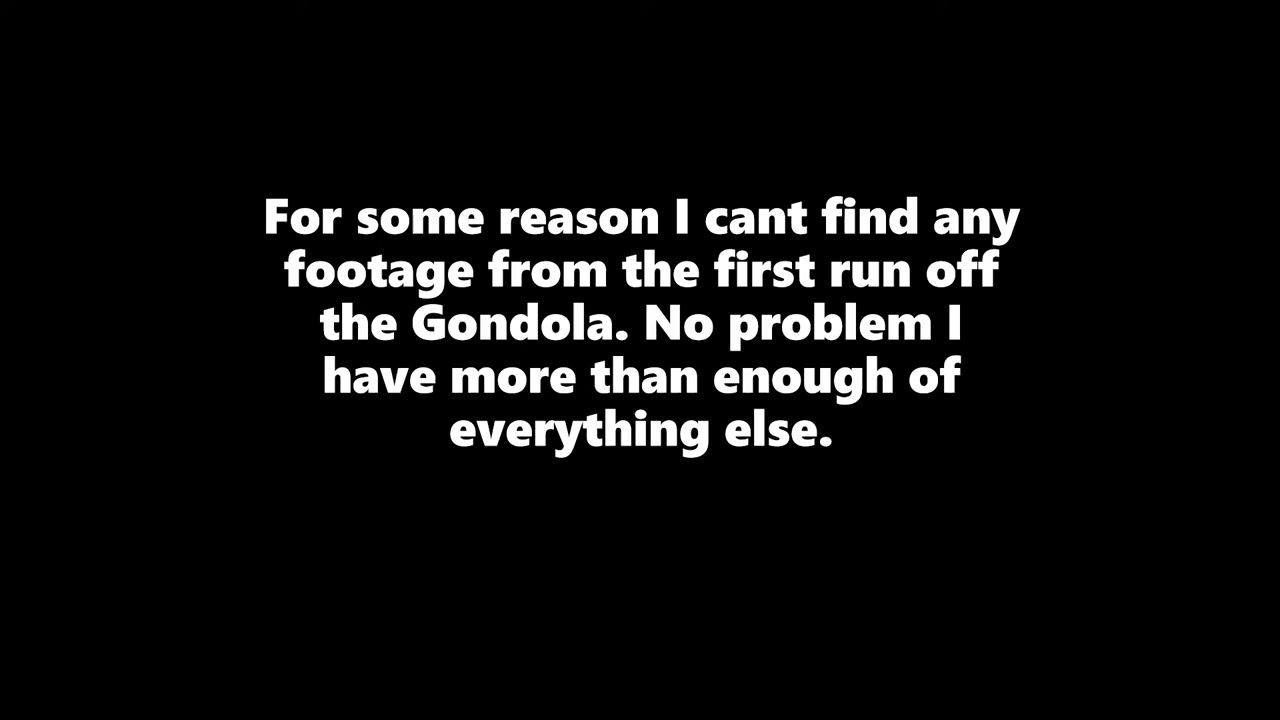 For some reason I cant find any
footage from the first run off
the Gondola. No problem I
have more than enough of
everything else.